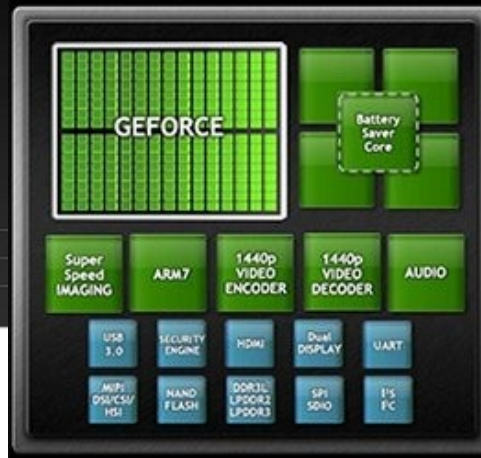 GEFORCE
Battery
Saver
Core
Super
Speed
IMAGING
ARM7
1440p
VIDEO
ENCODER
1440p
VIDEO
DECODER
AUDIO
USB
3.0
SECURITY
ENGINE
HDMI
Dual
DISPLAY
UART
MIPI
DSI/CSI/
HSI
NAND
FLASH
DDR3L
LPDDR2
LPDDR3
SPI
SDIO
I²S
I²C